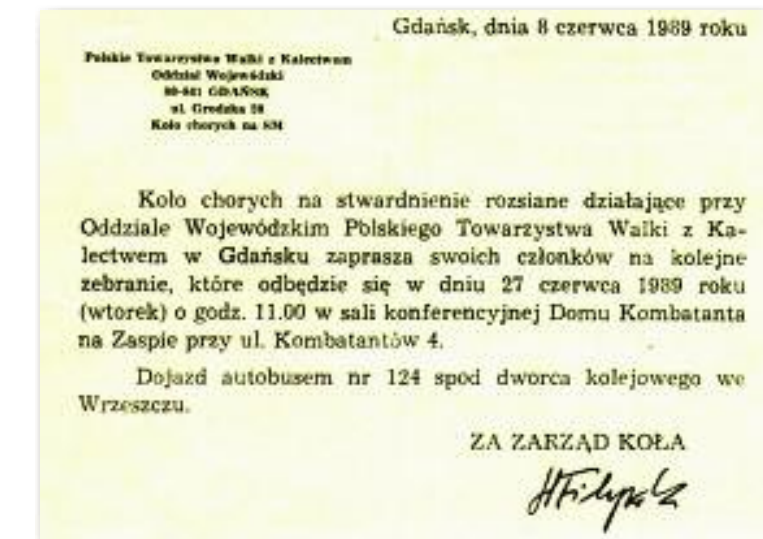 Gdańsk, dnia 8 czerwca 1989 roku
Polskie Towarzystwo Walki z Kalectwem
Oddział Wojewódzki
GDAŃSK
ul. Grodzka
Koło chorych na SM
Koło chorych na stwardnienie rozsiane działające przy
Oddziale Wojewódzkim Polskiego Towarzystwa Walki z Ka-
lectwem w Gdańsku zaprasza swoich członków na kolejne
zebranie, które odbędzie się w dniu 27 czerwca 1989 roku
(wtorek) o godz. 11.00 w sali konferencyjnej Domu Kombatanta
na Zaspie przy ul. Kombatantów 4.
Dojazd autobusem nr 124 spod dworca kolejowego we
Wrzeszczu.
ZA ZARZĄD KOŁA